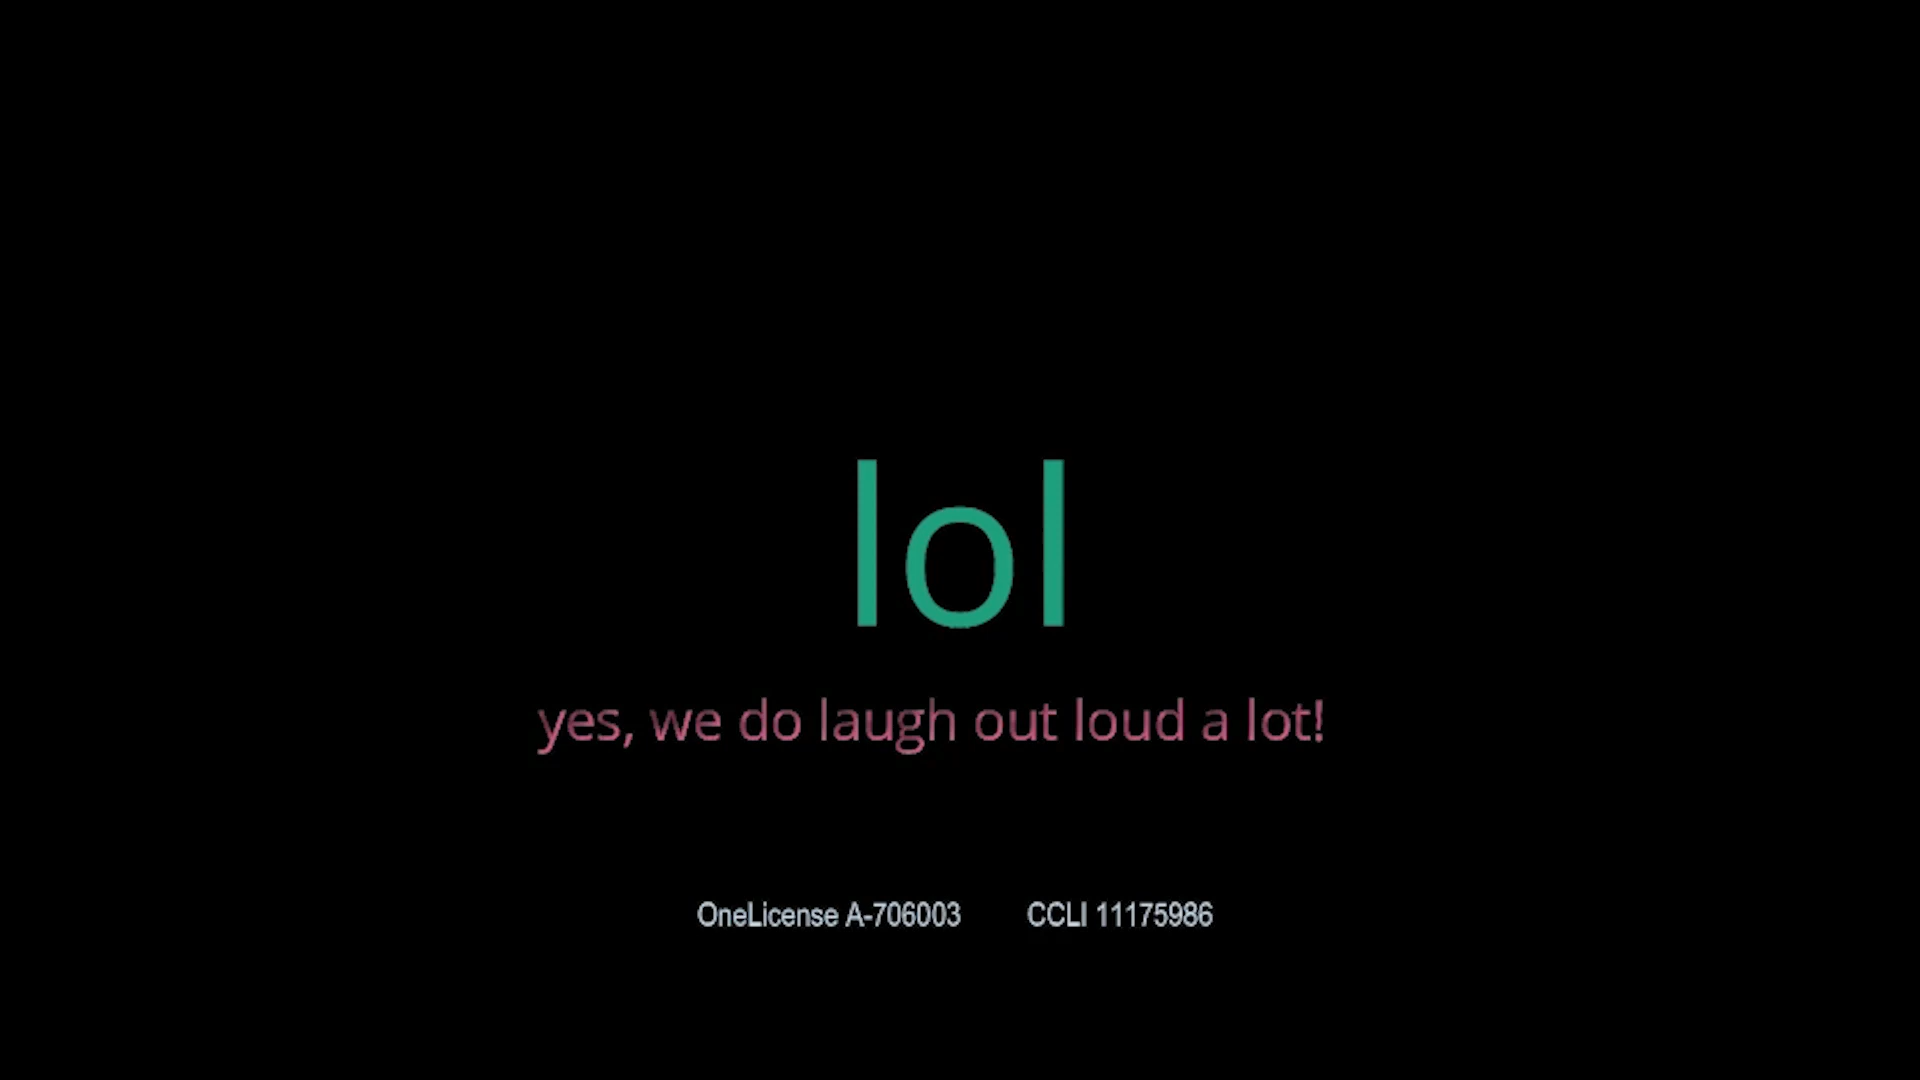 lol
yes, we do laugh out loud a lot!
OneLicense A-706003 CCLI 11175986